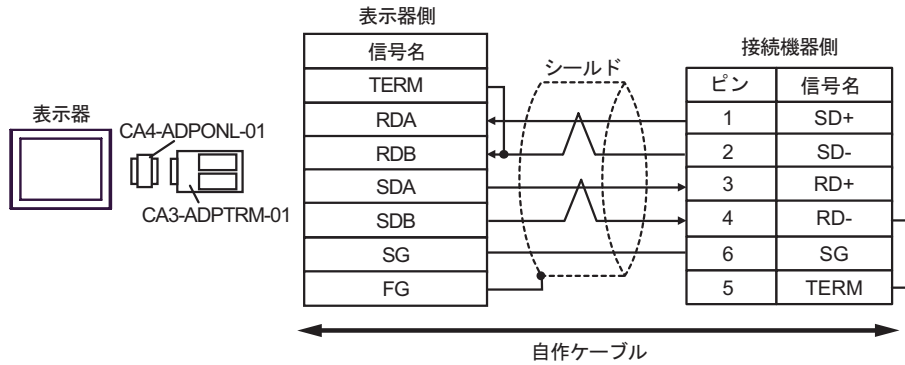 表示器側
信号名
TERM
RDA
RDB
SDA
SDB
SG
FG
シールド
接続機器側
ピン 信号名
1 SD+
2 SD-
3 RD+
4 RD-
6 SG
5 TERM
表示器
CA4-ADPONL-01
CA3-ADPTRM-01
自作ケーブル